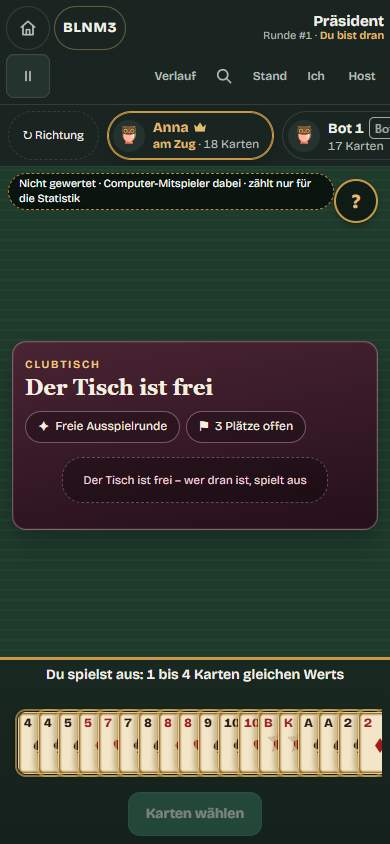 BLNM3
Präsident
Runde #1 · Du bist dran
Verlauf
Stand
Ich
Host
↻ Richtung
Anna
am Zug · 18 Karten
Bot 1
17 Karten
Nicht gewertet · Computer-Mitspieler dabei · zählt nur für
die Statistik
?
CLUBTISCH
Der Tisch ist frei
Freie Ausspielrunde
3 Plätze offen
Der Tisch ist frei – wer dran ist, spielt aus
Du spielst aus: 1 bis 4 Karten gleichen Werts
4 4 5 5 7 7 8 8 8 9 10 10 B K A A 2 2
Karten wählen